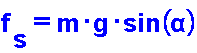 fₛ = m·g·sin(α)